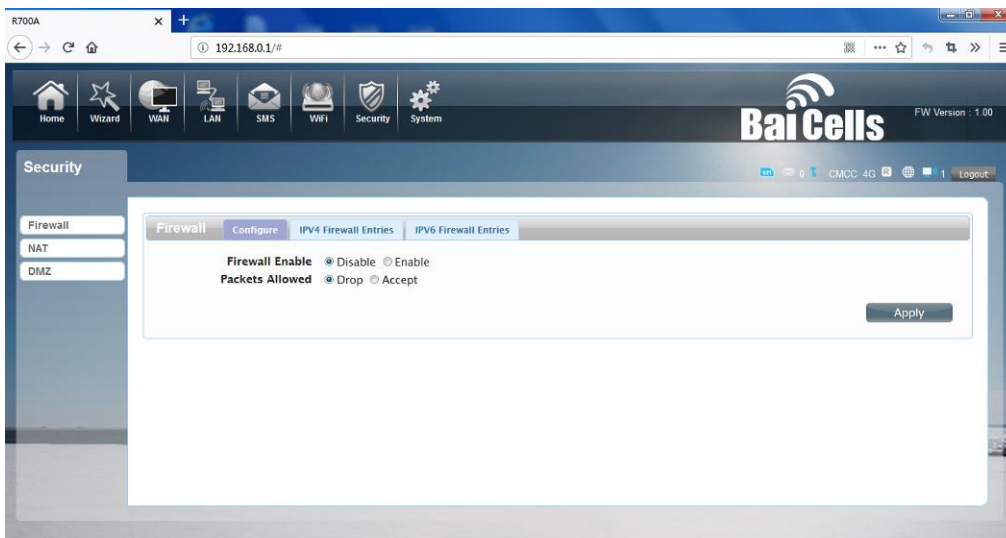 R700A
192.168.0.1/#
Home Wizard WAN LAN SMS WiFi Security System
BaiCells
FW Version : 1.00
Security
0 CMCC 4G R 1 Logout
Firewall
NAT
DMZ
Firewall Configure IPV4 Firewall Entries IPV6 Firewall Entries
Firewall Enable Disable Enable
Packets Allowed Drop Accept
Apply